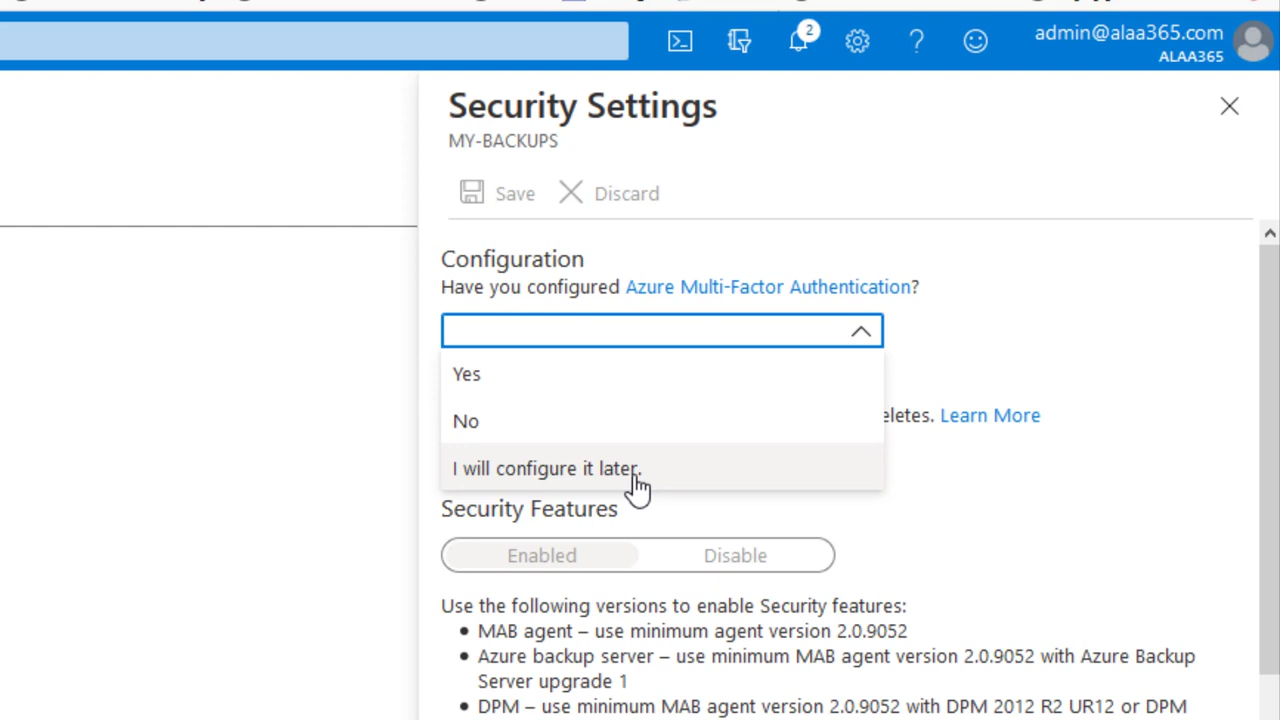 2
admin@alaa365.com
ALAA365
Security Settings
MY-BACKUPS
Save
Discard
Configuration
Have you configured Azure Multi-Factor Authentication?
Yes
No
eletes. Learn More
I will configure it later.
Security Features
Enabled
Disable
Use the following versions to enable Security features:
• MAB agent – use minimum agent version 2.0.9052
• Azure backup server – use minimum MAB agent version 2.0.9052 with Azure Backup
Server upgrade 1
• DPM – use minimum MAB agent version 2.0.9052 with DPM 2012 R2 UR12 or DPM